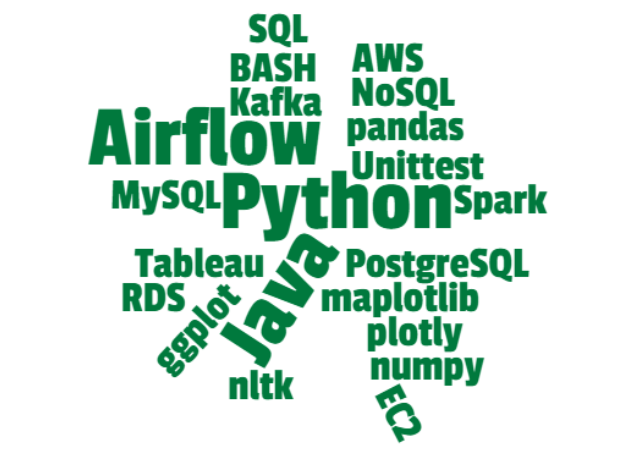 SQL
AWS
BASH
NoSQL
Kafka
pandas
Airflow
Unittest
MySQL
Python
Spark
Tableau
Java
PostgreSQL
RDS
ggplot
maplotlib
plotly
nltk
numpy
EC2